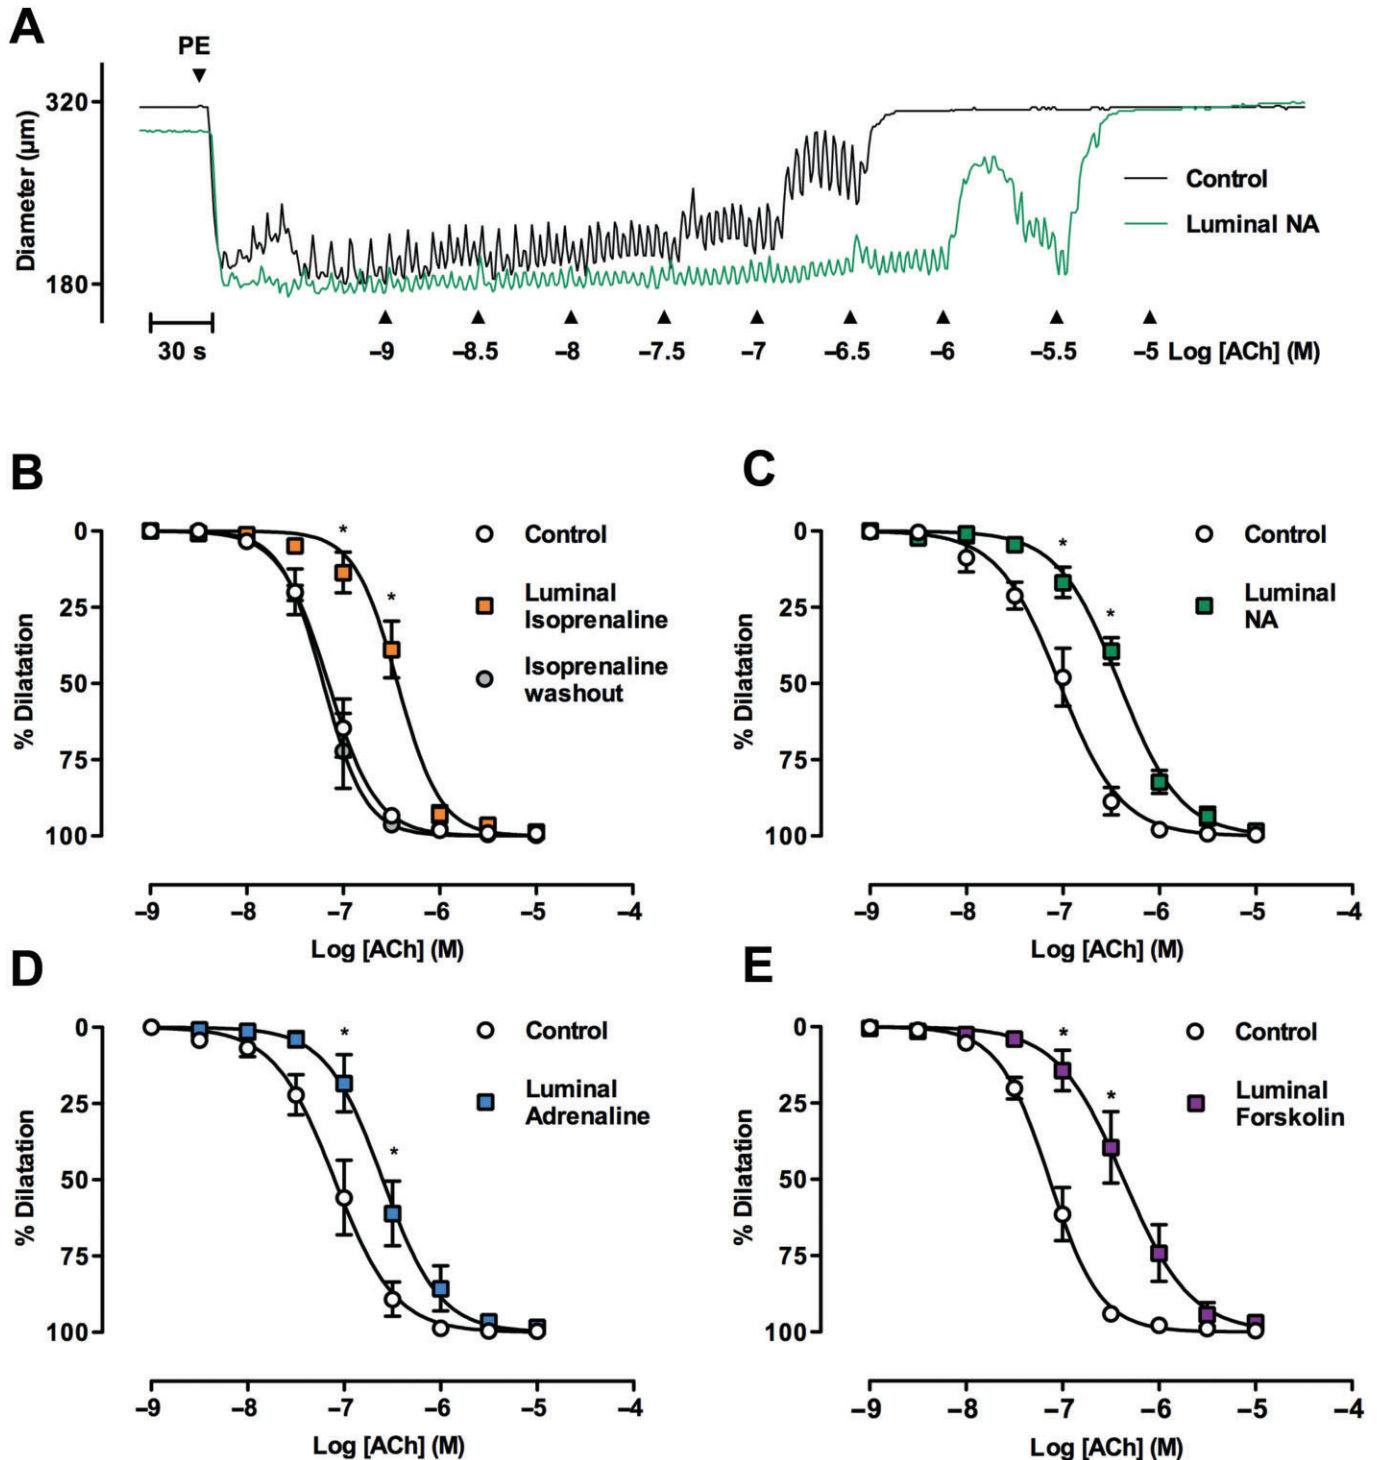 A
PE
320
Diameter (µm)
180
Control
Luminal NA
30 s
–9 –8.5 –8 –7.5 –7 –6.5 –6 –5.5 –5 Log [ACh] (M)
B
0
25
50
75
100
% Dilatation
* *
Control
Luminal
Isoprenaline
Isoprenaline
washout
–9 –8 –7 –6 –5 –4
Log [ACh] (M)
C
0
25
50
75
100
% Dilatation
* *
Control
Luminal
NA
–9 –8 –7 –6 –5 –4
Log [ACh] (M)
D
0
25
50
75
100
% Dilatation
* *
Control
Luminal
Adrenaline
–9 –8 –7 –6 –5 –4
Log [ACh] (M)
E
0
25
50
75
100
% Dilatation
* *
Control
Luminal
Forskolin
–9 –8 –7 –6 –5 –4
Log [ACh] (M)